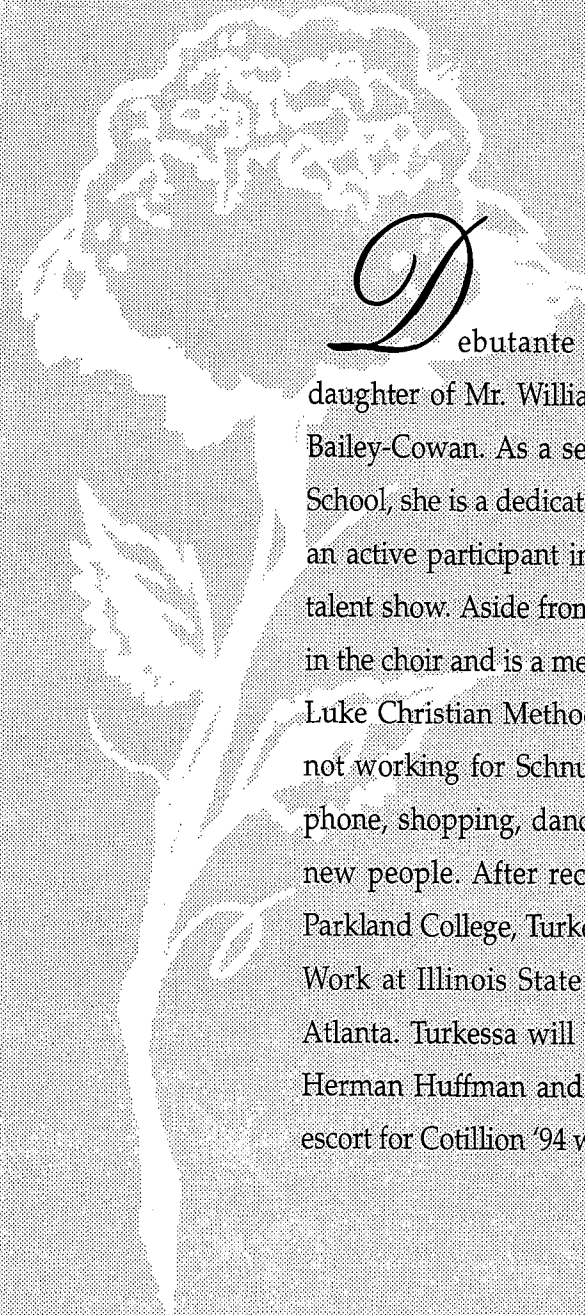 Debutante
daughter of Mr. Willia
Bailey-Cowan. As a se
School, she is a dedicat
an active participant in
talent show. Aside from
in the choir and is a me
Luke Christian Metho
not working for Schnu
phone, shopping, danc
new people. After rec
Parkland College, Turke
Work at Illinois State
Atlanta. Turkessa will
Herman Huffman and
escort for Cotillion ‘94 w